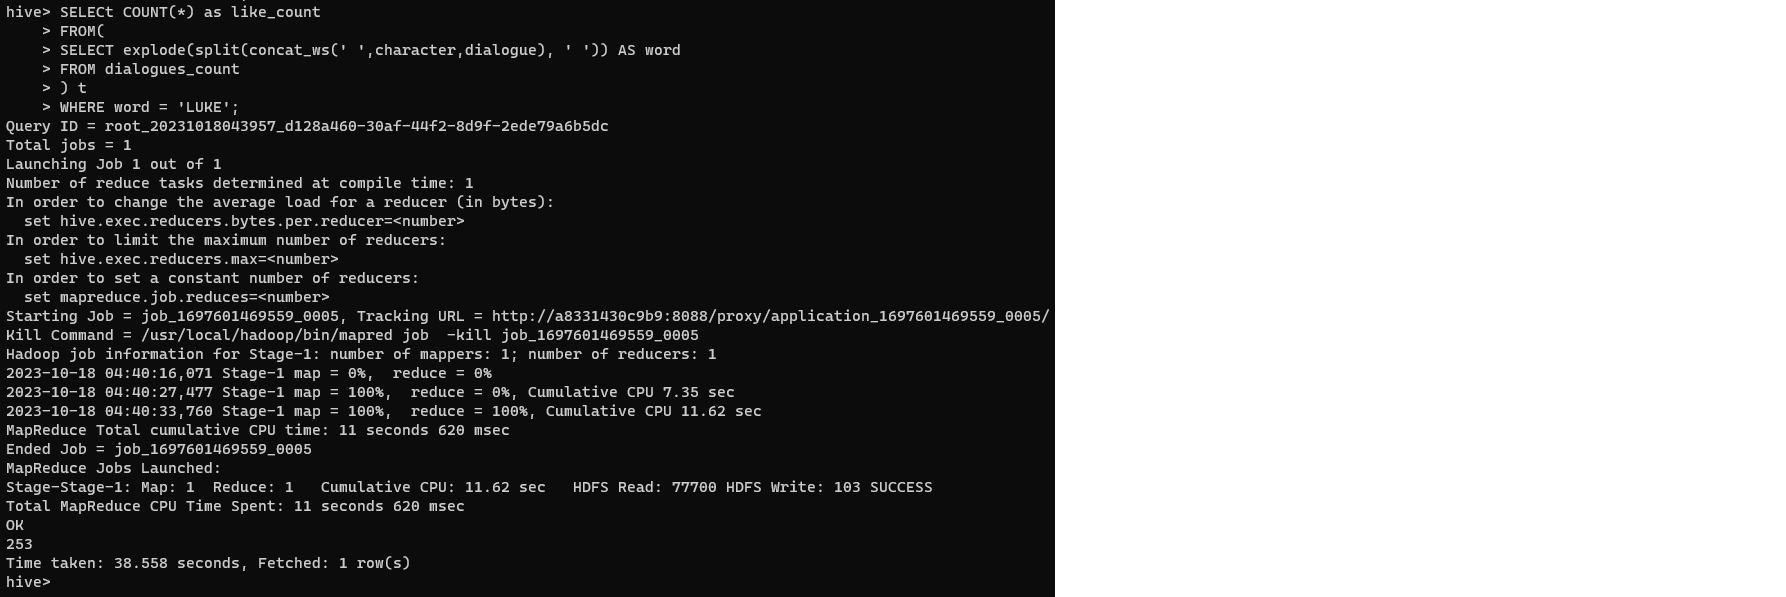 hive> SELECt COUNT(*) as like_count
    > FROM(
    > SELECT explode(split(concat_ws(' ',character,dialogue), ' ')) AS word
    > FROM dialogues_count
    > ) t
    > WHERE word = 'LUKE';
Query ID = root_20231018043957_d128a460-30af-44f2-8d9f-2ede79a6b5dc
Total jobs = 1
Launching Job 1 out of 1
Number of reduce tasks determined at compile time: 1
In order to change the average load for a reducer (in bytes):
  set hive.exec.reducers.bytes.per.reducer=<number>
In order to limit the maximum number of reducers:
  set hive.exec.reducers.max=<number>
In order to set a constant number of reducers:
  set mapreduce.job.reduces=<number>
Starting Job = job_1697601469559_0005, Tracking URL = http://a8331430c9b9:8088/proxy/application_1697601469559_0005/
Kill Command = /usr/local/hadoop/bin/mapred job  -kill job_1697601469559_0005
Hadoop job information for Stage-1: number of mappers: 1; number of reducers: 1
2023-10-18 04:40:16,071 Stage-1 map = 0%,  reduce = 0%
2023-10-18 04:40:27,477 Stage-1 map = 100%,  reduce = 0%, Cumulative CPU 7.35 sec
2023-10-18 04:40:33,760 Stage-1 map = 100%,  reduce = 100%, Cumulative CPU 11.62 sec
MapReduce Total cumulative CPU time: 11 seconds 620 msec
Ended Job = job_1697601469559_0005
MapReduce Jobs Launched:
Stage-Stage-1: Map: 1  Reduce: 1   Cumulative CPU: 11.62 sec   HDFS Read: 77700 HDFS Write: 103 SUCCESS
Total MapReduce CPU Time Spent: 11 seconds 620 msec
OK
253
Time taken: 38.558 seconds, Fetched: 1 row(s)
hive>